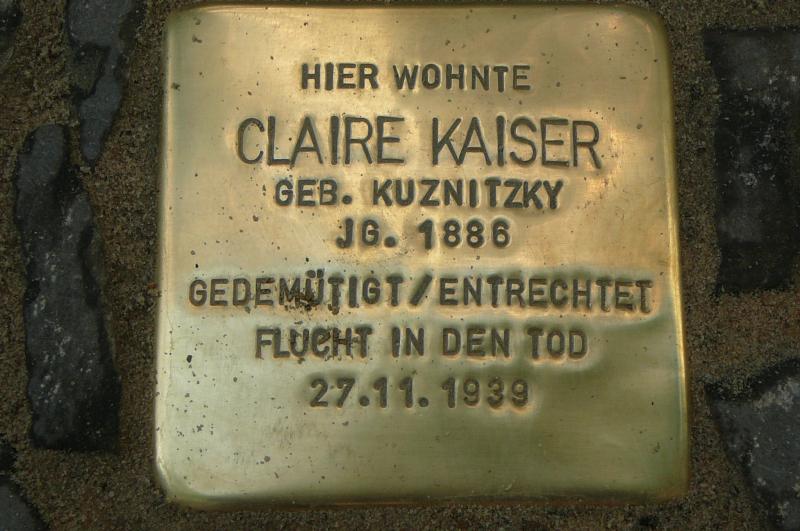 HIER WOHNTE
CLAIRE KAISER
GEB. KUZNITZKY
JG. 1886
GEDEMÜTIGT/ENTRECHTET
FLUCHT IN DEN TOD
27.11.1939